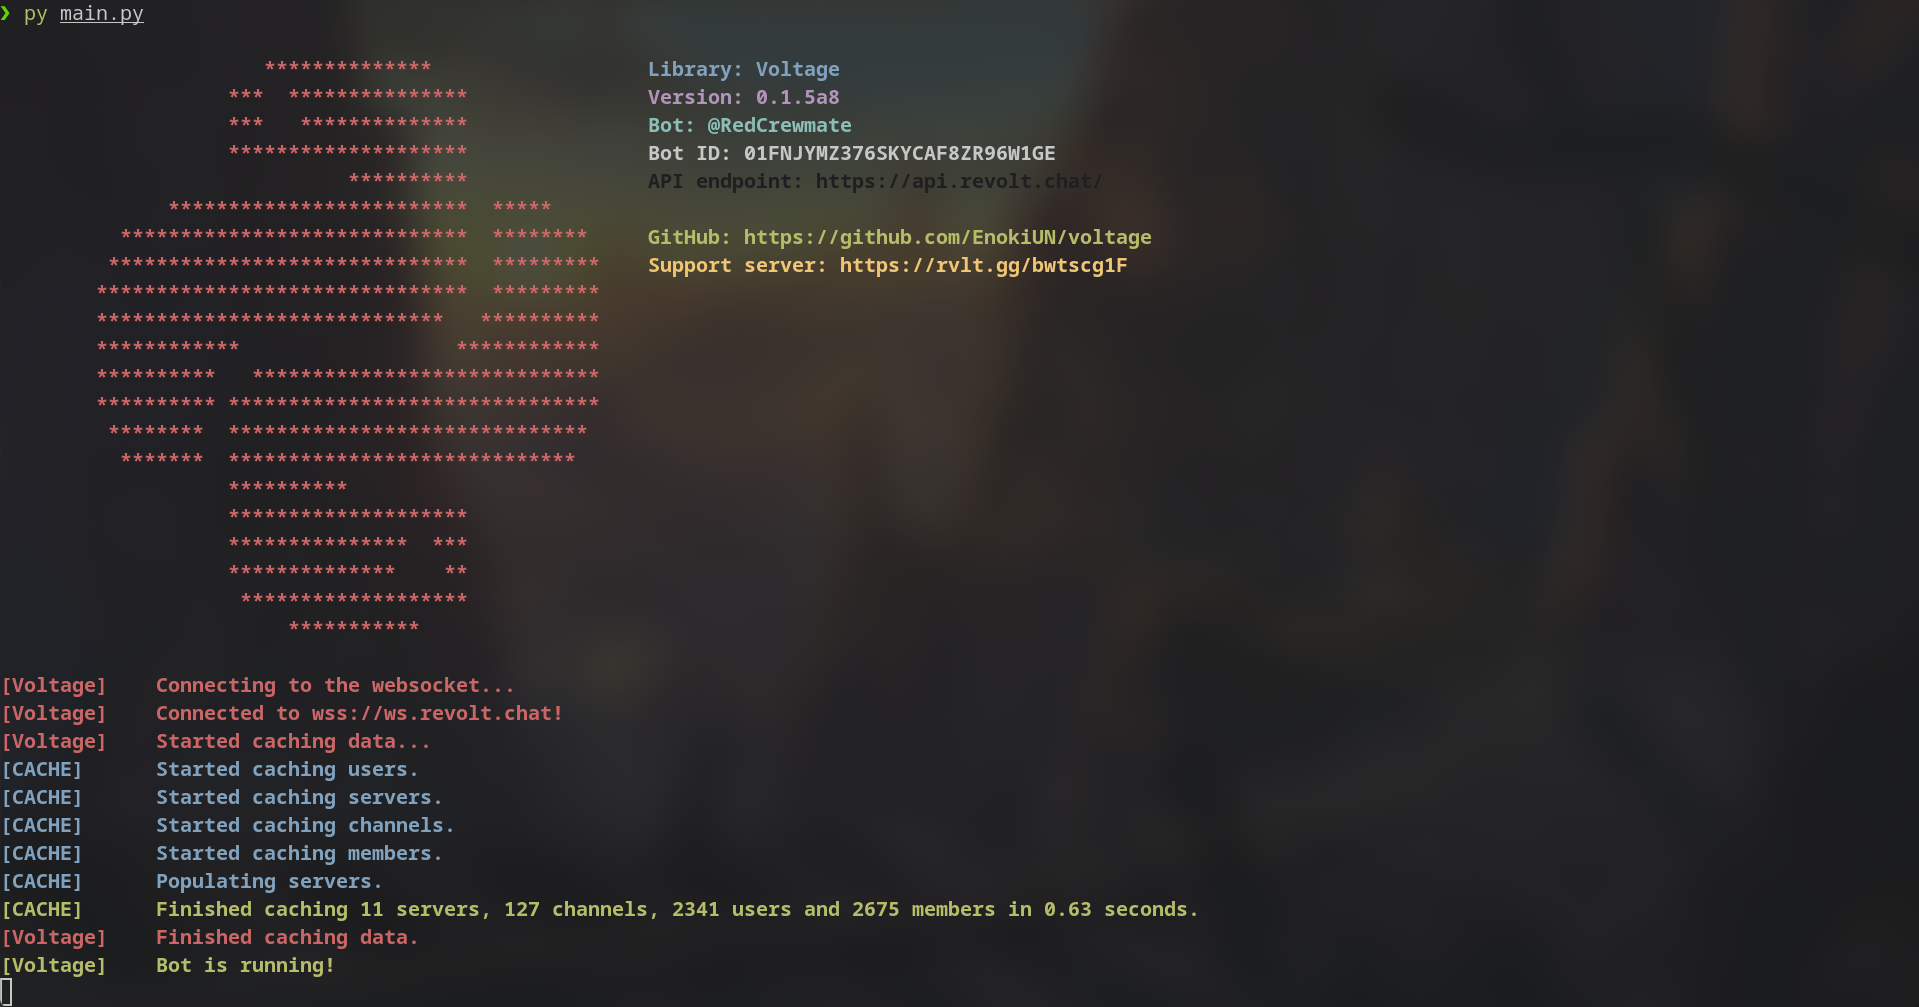 ❯ py main.py
************** Library: Voltage
*** *************** Version: 0.1.5a8
*** ************** Bot: @RedCrewmate
******************** Bot ID: 01FNJYMZ376SKYCAF8ZR96W1GE
********** API endpoint: https://api.revolt.chat/
************************* *****
***************************** ******** GitHub: https://github.com/EnokiUN/voltage
****************************** ********* Support server: https://rvlt.gg/bwtscg1F
******************************* *********
***************************** **********
************ ************
********** *****************************
********** *******************************
******** ******************************
******* *****************************
**********
********************
*************** ***
************** **
*******************
***********
[Voltage] Connecting to the websocket...
[Voltage] Connected to wss://ws.revolt.chat!
[Voltage] Started caching data...
[CACHE] Started caching users.
[CACHE] Started caching servers.
[CACHE] Started caching channels.
[CACHE] Started caching members.
[CACHE] Populating servers.
[CACHE] Finished caching 11 servers, 127 channels, 2341 users and 2675 members in 0.63 seconds.
[Voltage] Finished caching data.
[Voltage] Bot is running!